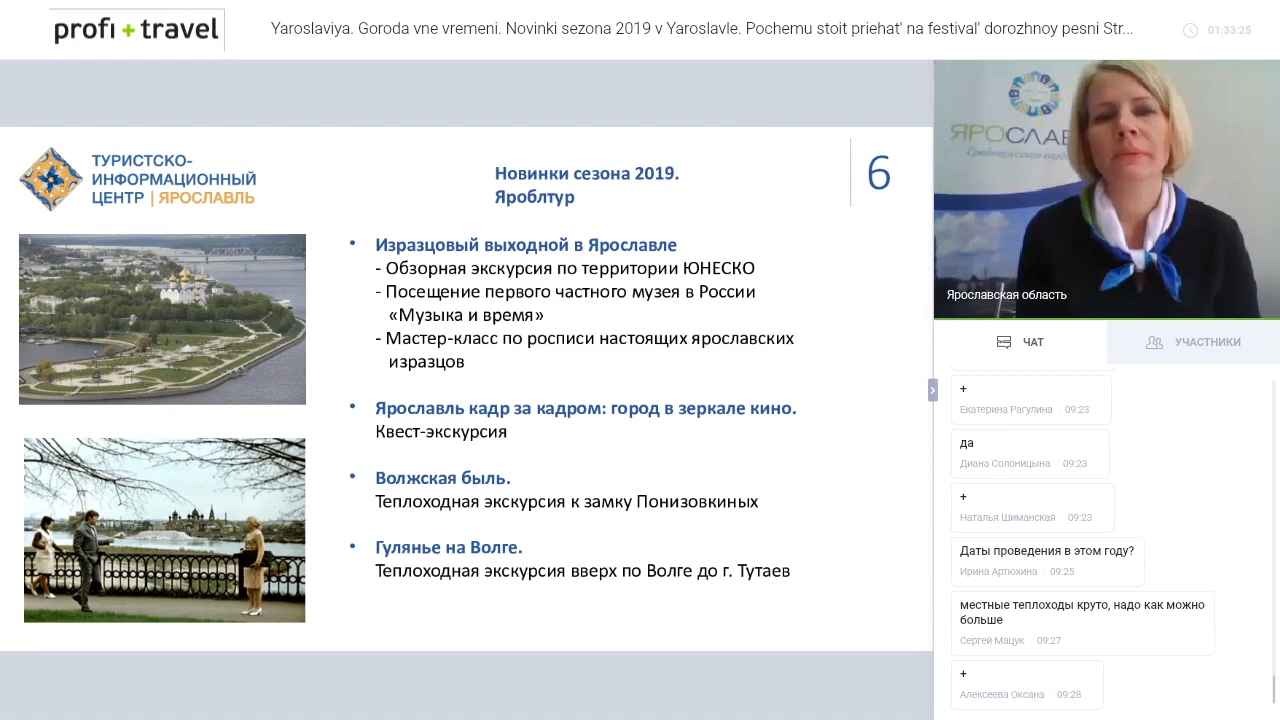 profi + travel
Yaroslaviya. Goroda vne vremeni. Novinki sezona 2019 v Yaroslavle. Pochemu stoit priehat' na festival' dorozhnoy pesni Str...
01:33:25
ТУРИСТСКО-
ИНФОРМАЦИОННЫЙ
ЦЕНТР | ЯРОСЛАВЛЬ
Новинки сезона 2019.
Яроблтур
6
• Изразцовый выходной в Ярославле
- Обзорная экскурсия по территории ЮНЕСКО
- Посещение первого частного музея в России
«Музыка и время»
- Мастер-класс по росписи настоящих ярославских
изразцов
• Ярославль кадр за кадром: город в зеркале кино.
Квест-экскурсия
• Волжская быль.
Теплоходная экскурсия к замку Понизовкиных
• Гулянье на Волге.
Теплоходная экскурсия вверх по Волге до г. Тутаев
ЯРОСЛАВ
Ярославская область
ЧАТ
УЧАСТНИКИ
+
Екатерина Рагулина · 09:23
да
Диана Солоницына · 09:23
+
Наталья Шиманская · 09:23
Даты проведения в этом году?
Ирина Артюхина · 09:25
местные теплоходы круто, надо как можно
больше
Сергей Мацук · 09:27
+
Алексеева Оксана · 09:28